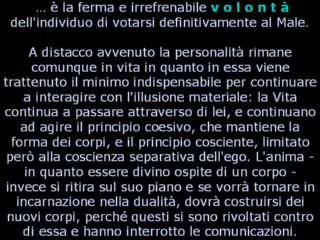 ... è la ferma e irrefrenabile volontà
dell'individuo di votarsi definitivamente al Male.
A distacco avvenuto la personalità rimane
comunque in vita in quanto in essa viene
trattenuto il minimo indispensabile per continuare
a interagire con l'illusione materiale: la Vita
continua a passare attraverso di lei, e continuano
ad agire il principio coesivo, che mantiene la
forma dei corpi, e il principio cosciente, limitato
però alla coscienza separativa dell'ego. L'anima -
in quanto essere divino ospite di un corpo -
invece si ritira sul suo piano e se vorrà tornare in
incarnazione nella dualità, dovrà costruirsi dei
nuovi corpi, perché questi si sono rivoltati contro
di essa e hanno interrotto le comunicazioni.